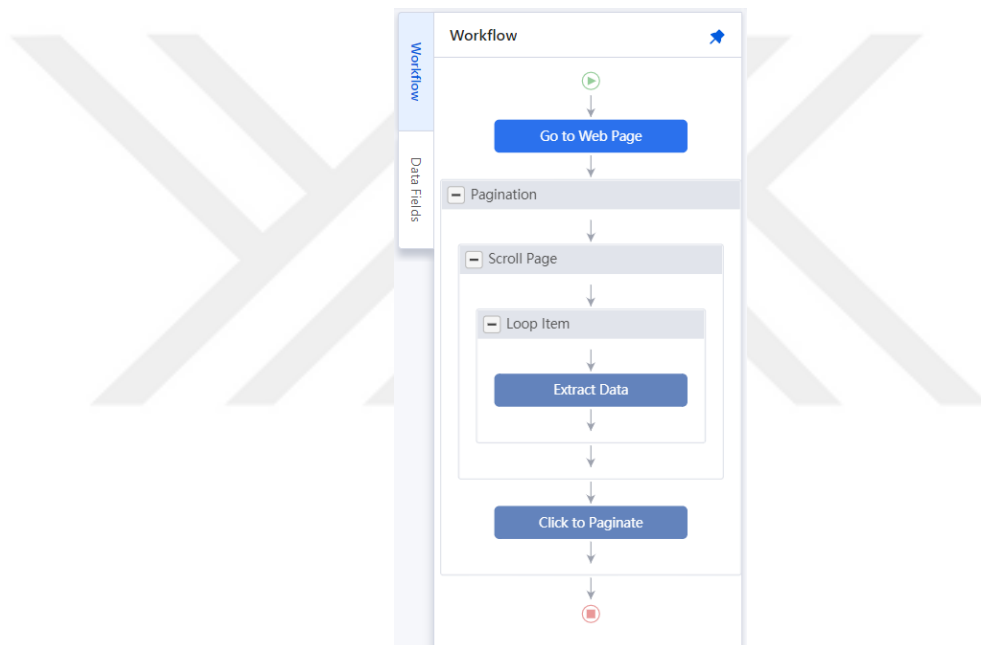 Workflow
Data Fields
Workflow
Go to Web Page
Pagination
Scroll Page
Loop Item
Extract Data
Click to Paginate